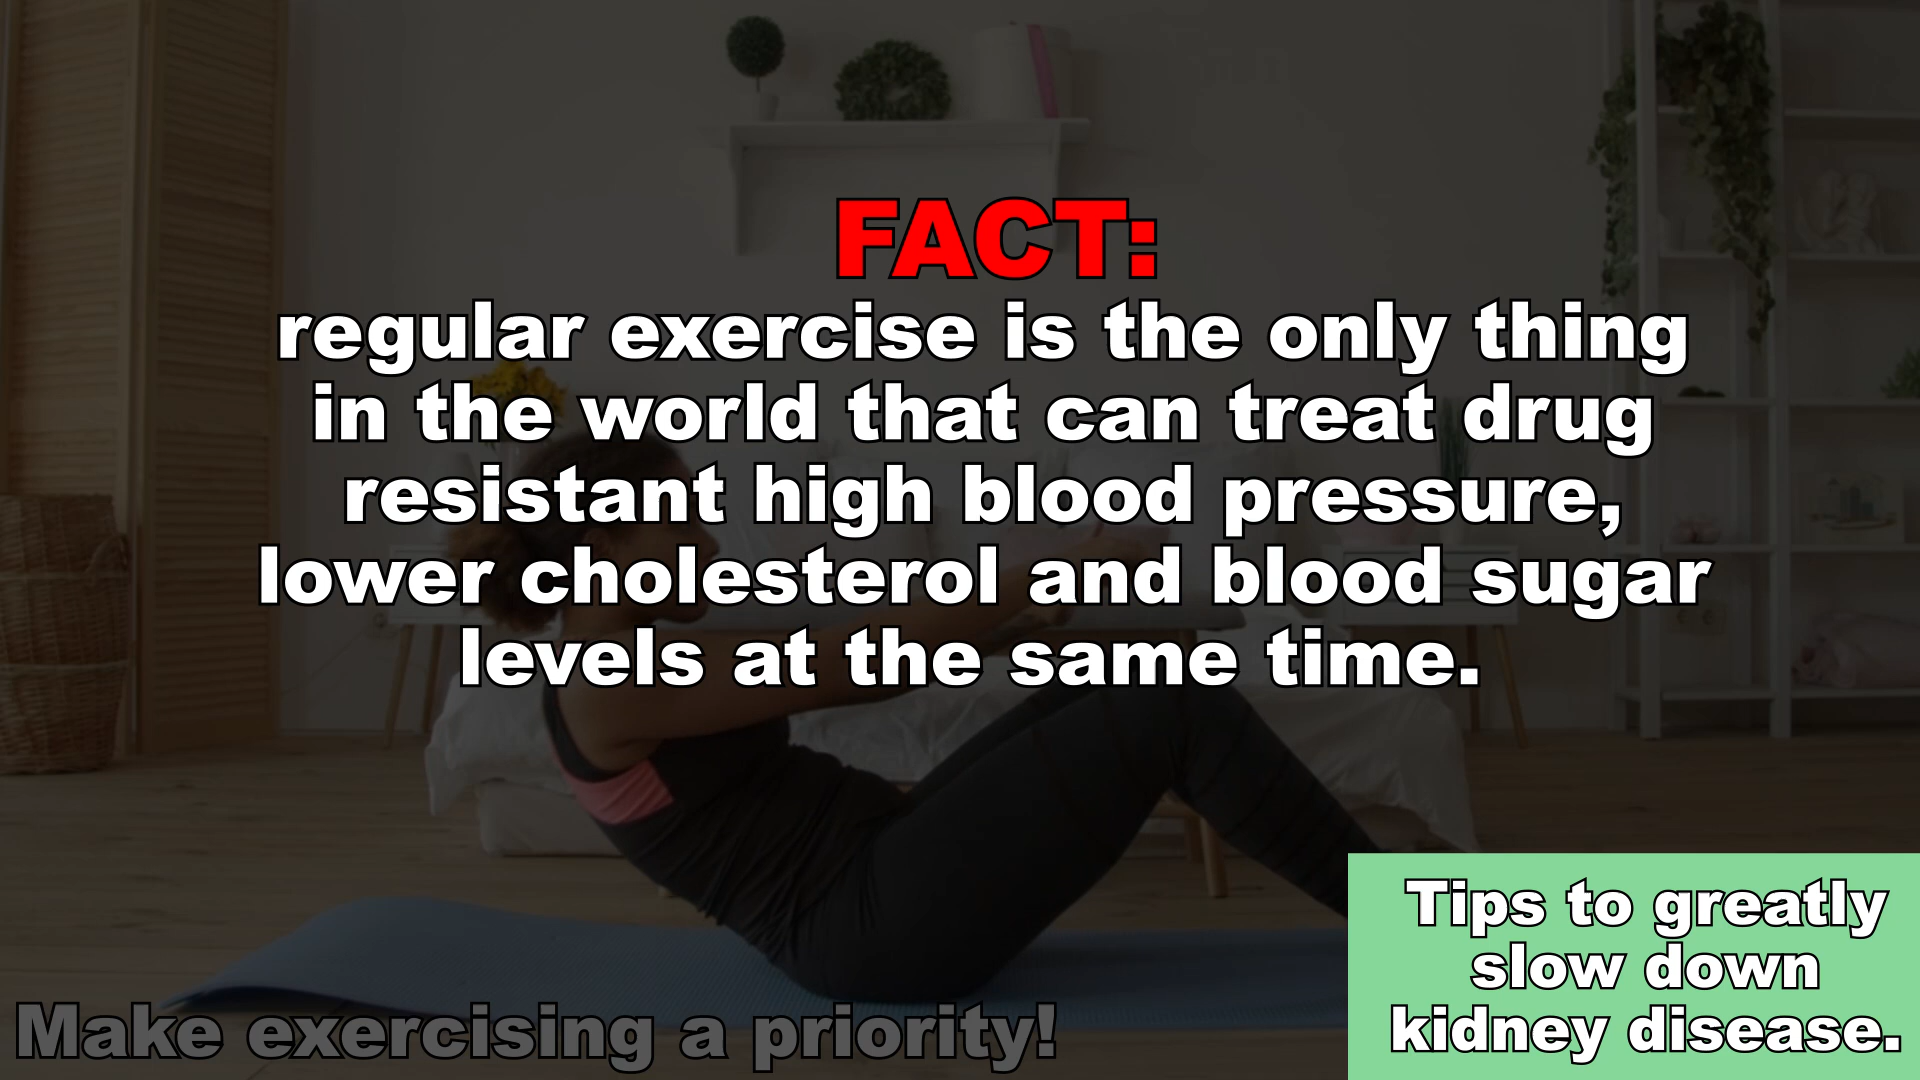 FACT:
regular exercise is the only thing
in the world that can treat drug
resistant high blood pressure,
lower cholesterol and blood sugar
levels at the same time.
Make exercising a priority!
Tips to greatly
slow down
kidney disease.